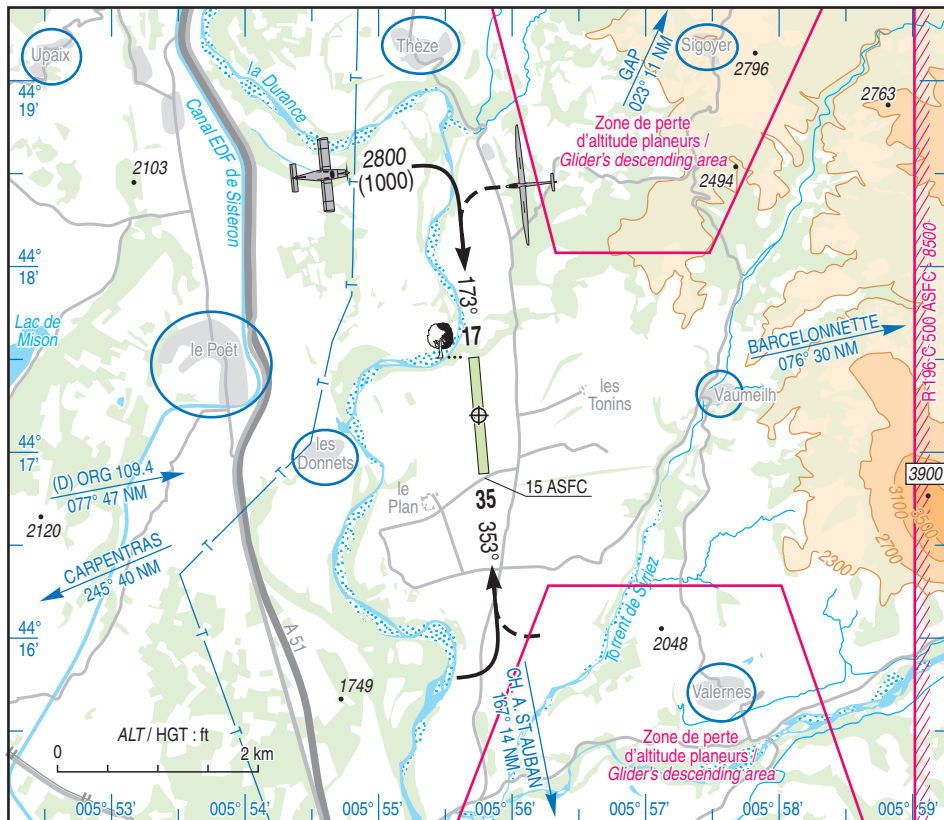 Upaix
Thèze
Sigoyer
2796
2763
GAP
023° 11 NM
44°
19'
la Durance
Canal EDF de Sisteron
2103
2800
(1000)
Zone de perte
d'altitude planeurs /
Glider's descending area
2494
44°
18'
173°
17
Lac de
Mison
le Poët
BARCELONNETTE
076° 30 NM
R 196 C 500 ASFC - 8500
les
Tonins
Vaumeilh
44°
17'
les
Donnets
(D) ORG 109.4
077° 47 NM
le
Plan
35
15 ASFC
353°
3900
3500
3100
2700
2300
2120
CARPENTRAS
245° 40 NM
T
T
T
T
T
T
Torrent de Syriez
44°
16'
A 51
2048
1749
Valernes
CH. A. ST AUBAN
167° 14 NM
ALT / HGT : ft
0
2 km
Zone de perte
d'altitude planeurs /
Glider's descending area
005° 53'
005° 54'
005° 55'
005° 56'
005° 57'
005° 58'
005° 59'